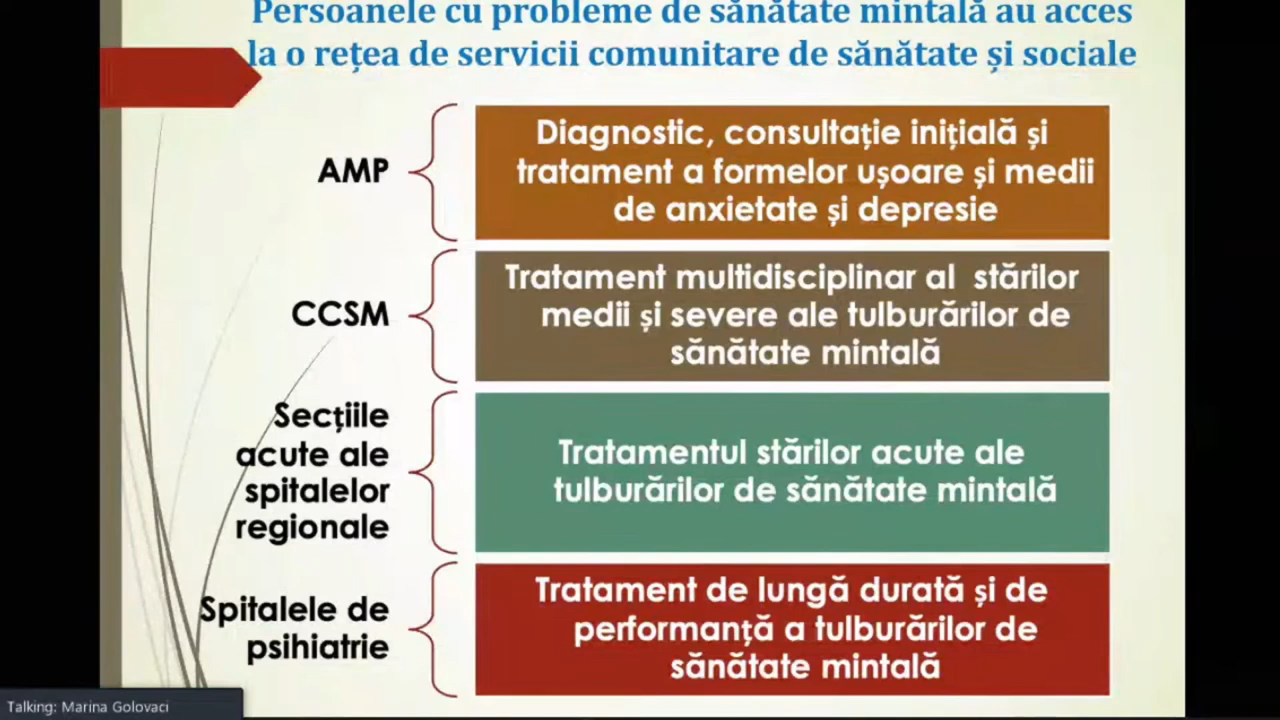 Persoanele cu probleme de sănătate mintală au acces
la o rețea de servicii comunitare de sănătate și sociale
AMP
Diagnostic, consultație inițială și
tratament a formelor ușoare și medii
de anxietate și depresie
CCSM
Tratament multidisciplinar al stărilor
medii și severe ale tulburărilor de
sănătate mintală
Secțiile
acute ale
spitalelor
regionale
Tratamentul stărilor acute ale
tulburărilor de sănătate mintală
Spitalele de
psihiatrie
Tratament de lungă durată și de
performanță a tulburărilor de
sănătate mintală
Talking: Marina Golovaci